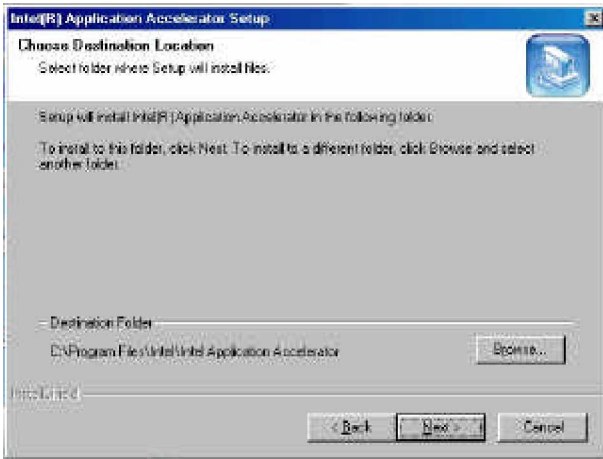 Intel(R) Application Accelerator Setup
Choose Destination Location
Select folder where Setup will install files.
Setup will install Intel(R) Application Accelerator in the following folder.
To install to this folder, click Next. To install to a different folder, click Browse and select
another folder.
Destination Folder
C:\Program Files\Intel\Intel Application Accelerator
Browse...
InstallShield
< Back
Next >
Cancel